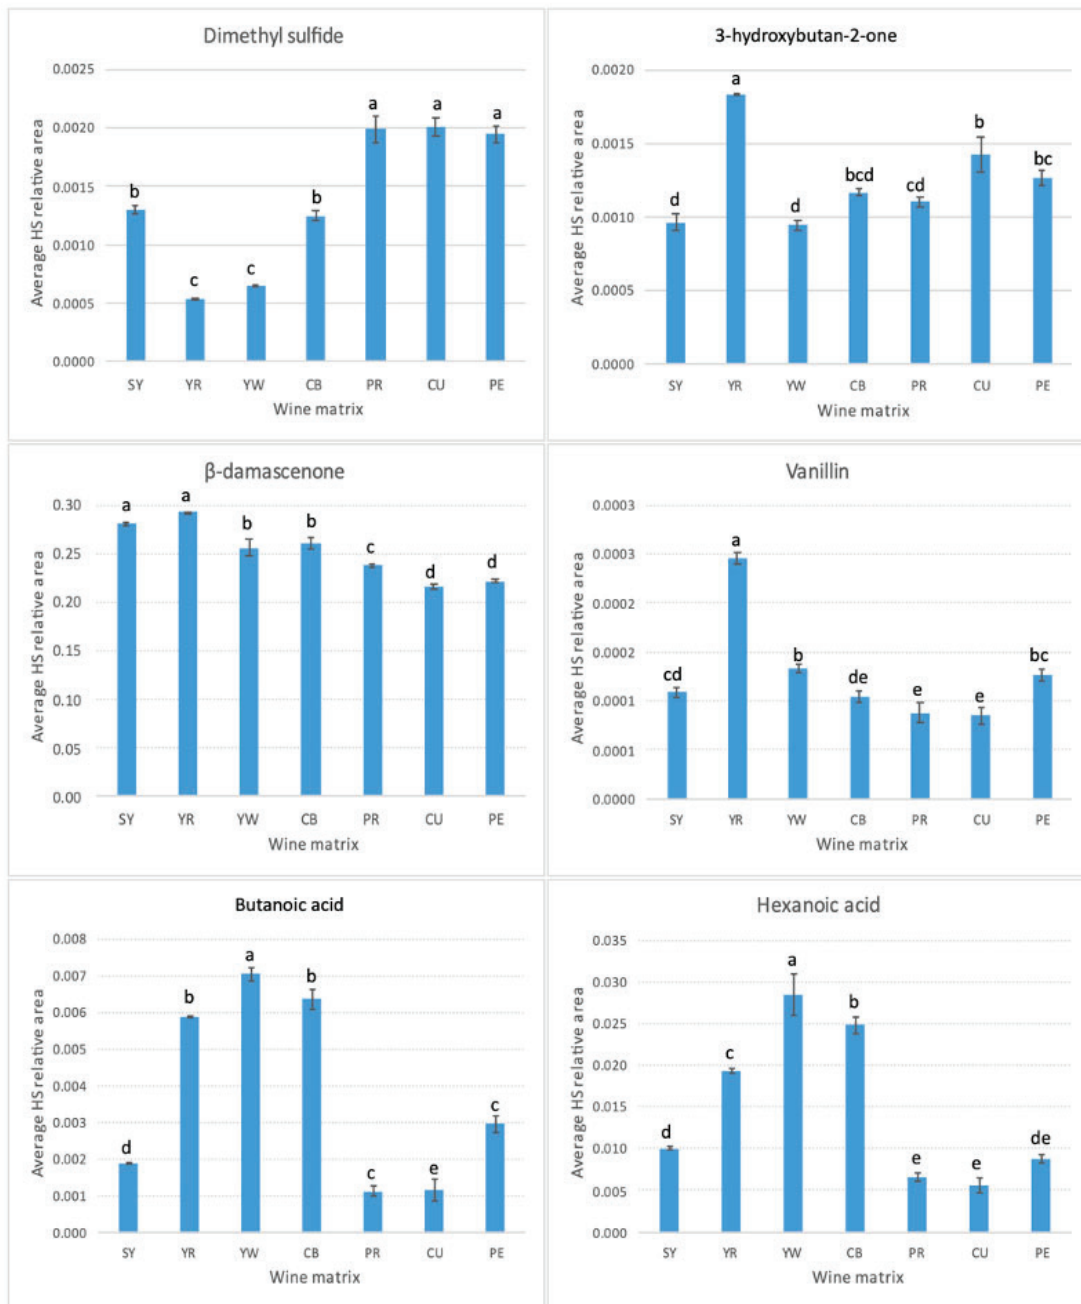 Dimethyl sulfide
Average HS relative area
0.0025
0.0020
0.0015
0.0010
0.0005
0.0000
b
c
c
b
a
a
a
SY YR YW CB PR CU PE
Wine matrix
3-hydroxybutan-2-one
Average HS relative area
0.0020
0.0015
0.0010
0.0005
0.0000
d
a
d
bcd
cd
b
bc
SY YR YW CB PR CU PE
Wine matrix
β-damascenone
Average HS relative area
0.30
0.25
0.20
0.15
0.10
0.05
0.00
a
a
b
b
c
d
d
SY YR YW CB PR CU PE
Wine matrix
Vanillin
Average HS relative area
0.0003
0.0003
0.0002
0.0002
0.0001
0.0001
0.0000
cd
a
b
de
e
e
bc
SY YR YW CB PR CU PE
Wine matrix
Butanoic acid
Average HS relative area
0.008
0.007
0.006
0.005
0.004
0.003
0.002
0.001
0.000
d
b
a
b
c
e
c
SY YR YW CB PR CU PE
Wine matrix
Hexanoic acid
Average HS relative area
0.035
0.030
0.025
0.020
0.015
0.010
0.005
0.000
d
c
a
b
e
e
de
SY YR YW CB PR CU PE
Wine matrix